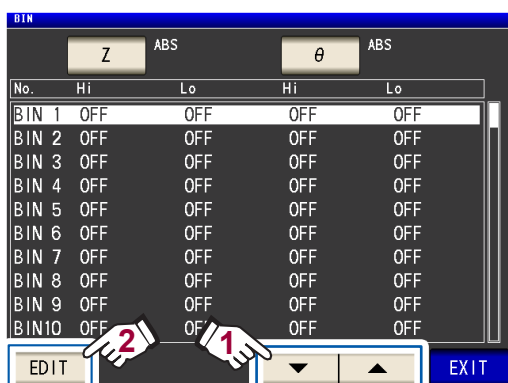 BIN
Z ABS θ ABS
No. Hi Lo Hi Lo
BIN 1 OFF OFF OFF OFF
BIN 2 OFF OFF OFF OFF
BIN 3 OFF OFF OFF OFF
BIN 4 OFF OFF OFF OFF
BIN 5 OFF OFF OFF OFF
BIN 6 OFF OFF OFF OFF
BIN 7 OFF OFF OFF OFF
BIN 8 OFF OFF OFF OFF
BIN 9 OFF OFF OFF OFF
BIN10 OFF OFF OFF OFF
2 1
EDIT ▼ ▲ EXIT